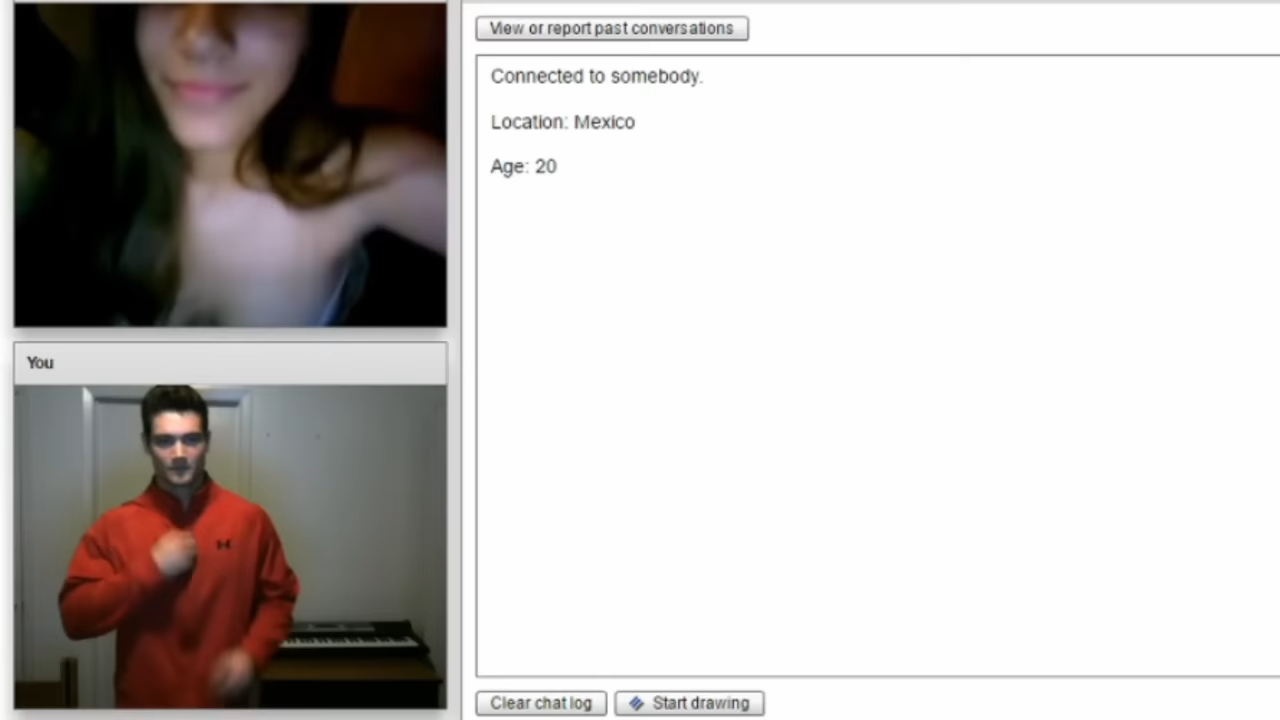 View or report past conversations
Connected to somebody.
Location: Mexico
Age: 20
You
Clear chat log
Start drawing